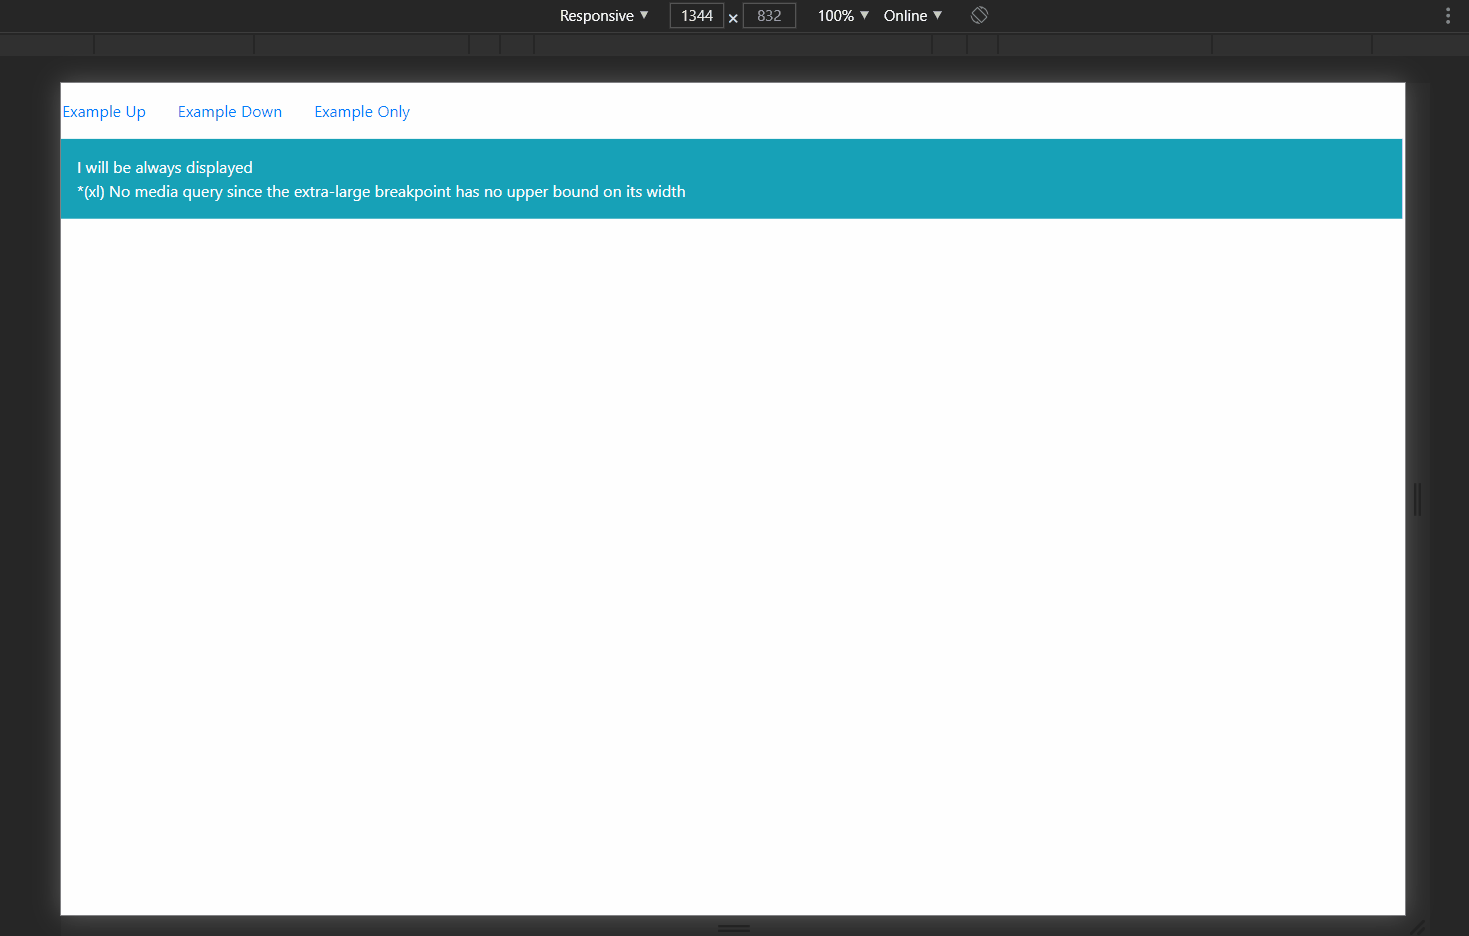 Responsive ▼ 1344 × 832 100% ▼ Online ▼
Example Up Example Down Example Only
I will be always displayed
*(xl) No media query since the extra-large breakpoint has no upper bound on its width